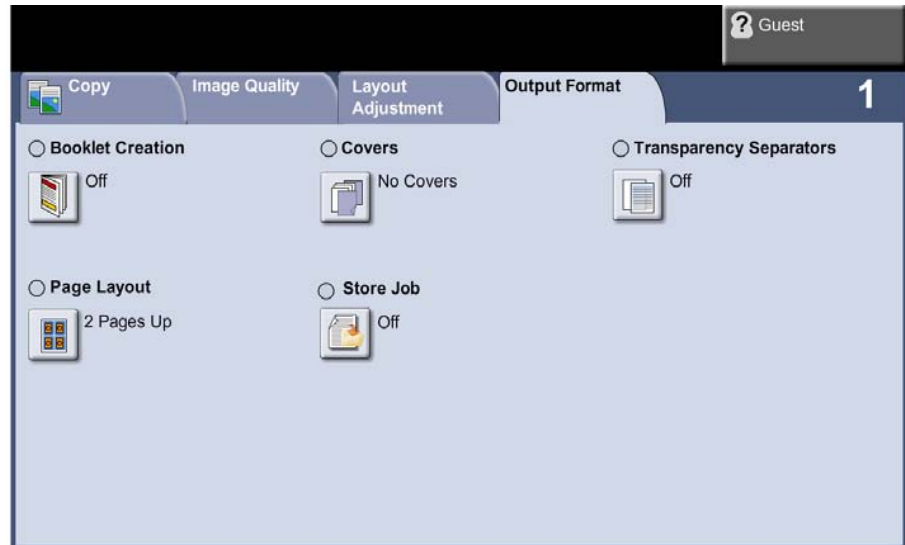 Guest
Copy
Image Quality
Layout
Adjustment
Output Format
1
Booklet Creation
Off
Covers
No Covers
Transparency Separators
Off
Page Layout
2 Pages Up
Store Job
Off